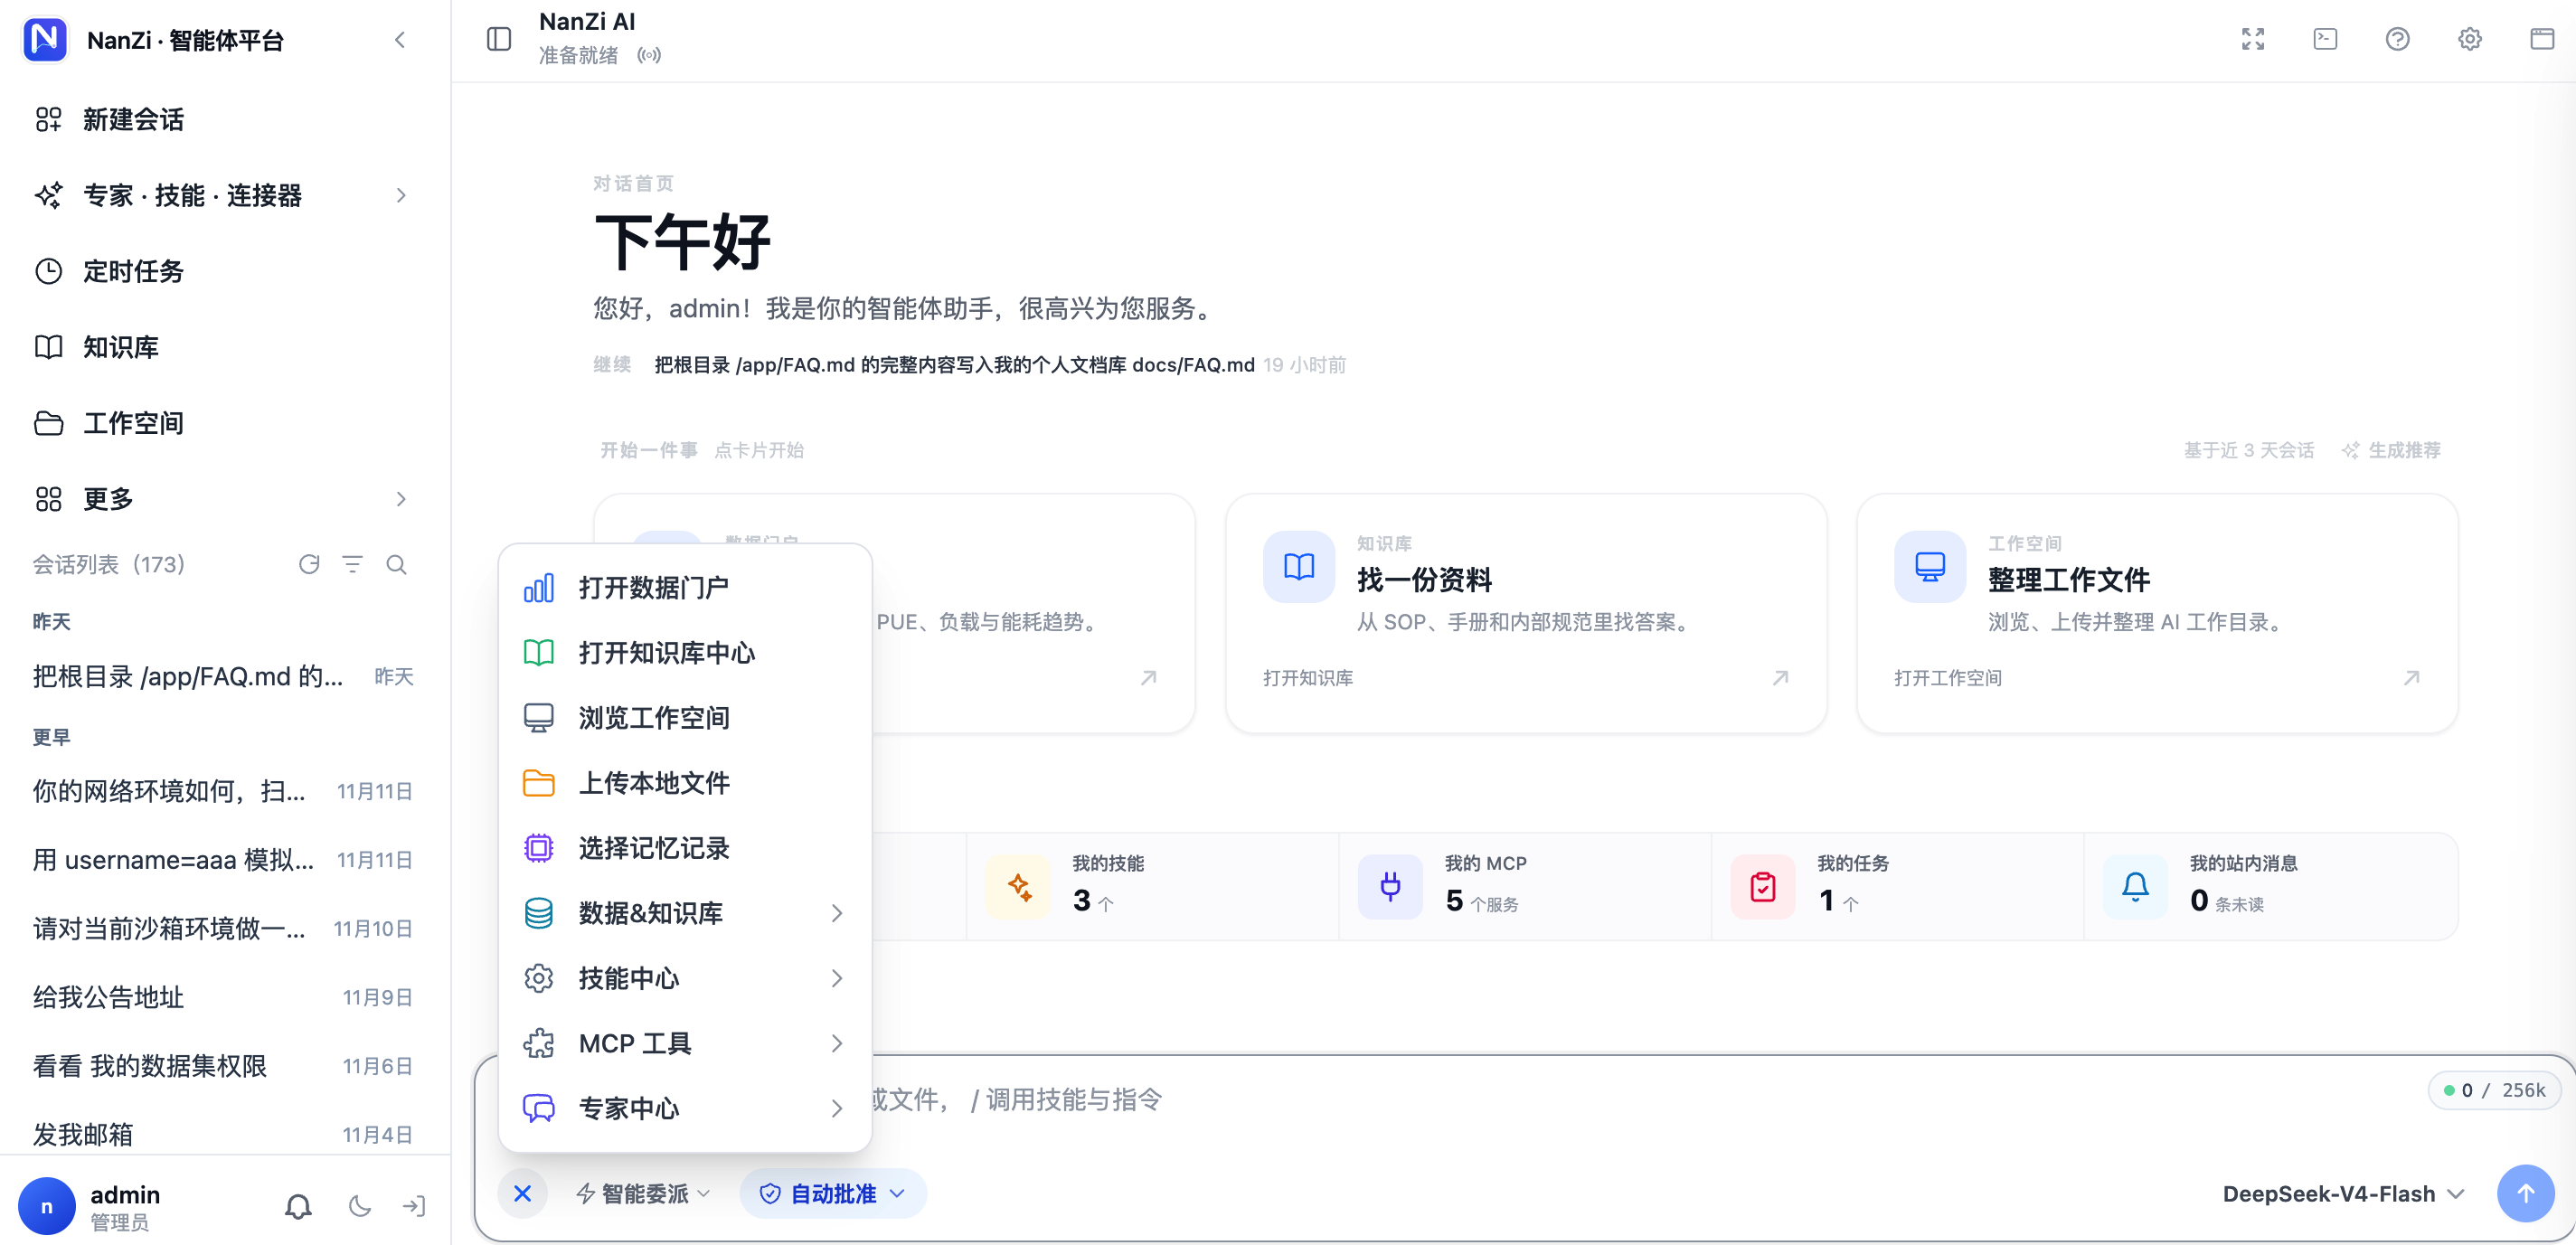 NanZi · 智能体平台
新建会话
专家 · 技能 · 连接器
定时任务
知识库
工作空间
更多
会话列表（173）
昨天
把根目录 /app/FAQ.md 的... 昨天
更早
你的网络环境如何，扫... 11月11日
用 username=aaa 模拟... 11月11日
请对当前沙箱环境做一... 11月10日
给我公告地址 11月9日
看看 我的数据集权限 11月6日
发我邮箱 11月4日
n
admin
管理员
NanZi AI
准备就绪
对话首页
下午好
您好，admin！我是你的智能体助手，很高兴为您服务。
继续 把根目录 /app/FAQ.md 的完整内容写入我的个人文档库 docs/FAQ.md 19 小时前
开始一件事 点卡片开始
基于近 3 天会话 生成推荐
数据门户
PUE、负载与能耗趋势。
知识库
找一份资料
从 SOP、手册和内部规范里找答案。
打开知识库
工作空间
整理工作文件
浏览、上传并整理 AI 工作目录。
打开工作空间
打开数据门户
打开知识库中心
浏览工作空间
上传本地文件
选择记忆记录
数据&知识库
技能中心
MCP 工具
专家中心
我的技能
3 个
我的 MCP
5 个服务
我的任务
1 个
我的站内消息
0 条未读
或文件， / 调用技能与指令
0 / 256k
智能委派
自动批准
DeepSeek-V4-Flash